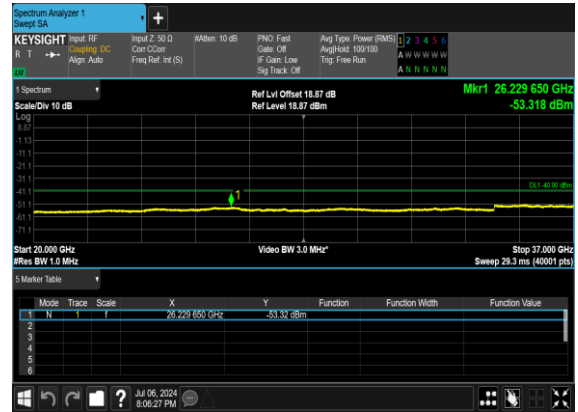 Spectrum Analyzer 1
Swept SA
+
KEYSIGHT Input: RF Input Z: 50 Ω #Atten: 10 dB PNO: Fast Avg Type: Power (RMS) 1 2 3 4 5 6
R T Coupling: DC Corr CCorr Gate: Off Avg|Hold: 100/100 A W W W W W
Align: Auto Freq Ref: Int (S) IF Gain: Low Trig: Free Run
LXI Sig Track: Off A N N N N N
1 Spectrum Ref Lvl Offset 18.87 dB Mkr1 26.229 650 GHz
Scale/Div 10 dB Ref Level 18.87 dBm -53.318 dBm
Log
8.87
-1.13
-11.1
-21.1
-31.1
DL1 -40.00 dBm
-41.1
1
-51.1
-61.1
-71.1
Start 20.000 GHz Video BW 3.0 MHz* Stop 37.000 GHz
#Res BW 1.0 MHz Sweep 29.3 ms (40001 pts)
5 Marker Table
Mode Trace Scale X Y Function Function Width Function Value
1 N 1 f 26.229 650 GHz -53.32 dBm
2
3
4
5
6
? Jul 06, 2024
8:06:27 PM